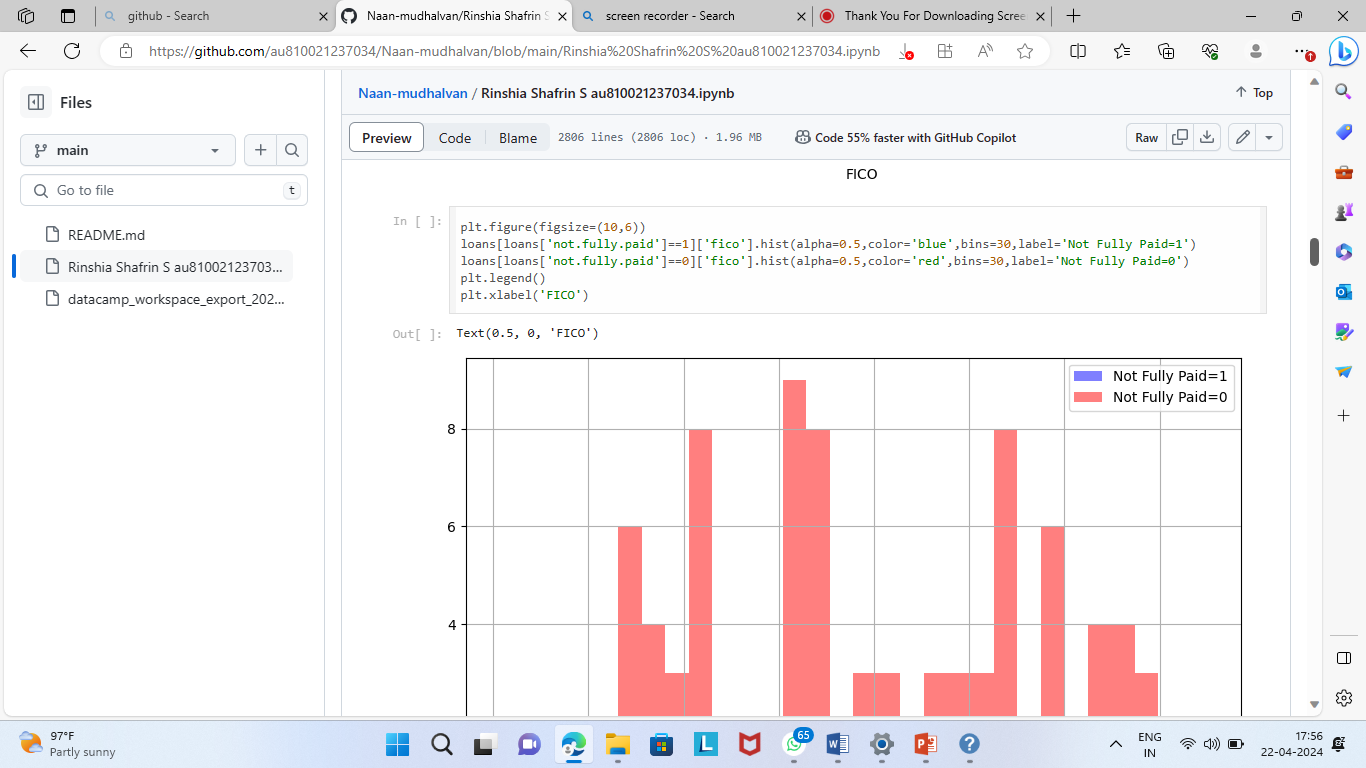 github - Search
Naan-mudhalvan/Rinshia Shafrin S
screen recorder - Search
Thank You For Downloading Scree
https://github.com/au810021237034/Naan-mudhalvan/blob/main/Rinshia%20Shafrin%20S%20au810021237034.ipynb
Files
Naan-mudhalvan / Rinshia Shafrin S au810021237034.ipynb
Top
main
Preview
Code
Blame
2806 lines (2806 loc) · 1.96 MB
Code 55% faster with GitHub Copilot
Raw
Go to file
t
README.md
Rinshia Shafrin S au81002123703...
datacamp_workspace_export_202...
FICO
In [ ]:
plt.figure(figsize=(10,6))
loans[loans['not.fully.paid']==1]['fico'].hist(alpha=0.5,color='blue',bins=30,label='Not Fully Paid=1')
loans[loans['not.fully.paid']==0]['fico'].hist(alpha=0.5,color='red',bins=30,label='Not Fully Paid=0')
plt.legend()
plt.xlabel('FICO')
Out[ ]:
Text(0.5, 0, 'FICO')
Not Fully Paid=1
Not Fully Paid=0
8
6
4
97°F
Partly sunny
65
ENG
IN
17:56
22-04-2024